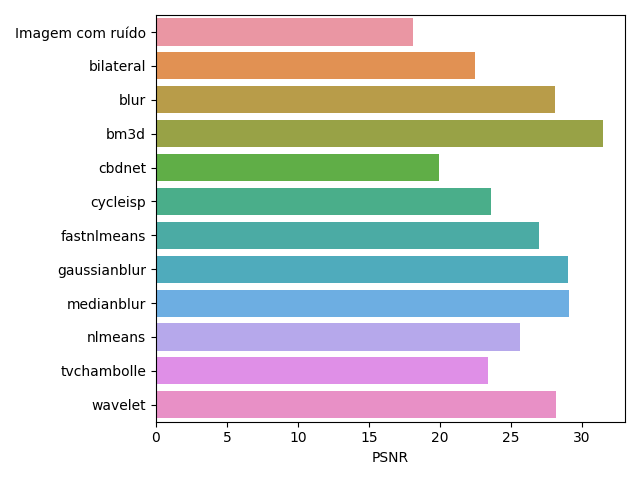 Imagem com ruído
bilateral
blur
bm3d
cbdnet
cycleisp
fastnlmeans
gaussianblur
medianblur
nlmeans
tvchambolle
wavelet
0 5 10 15 20 25 30
PSNR